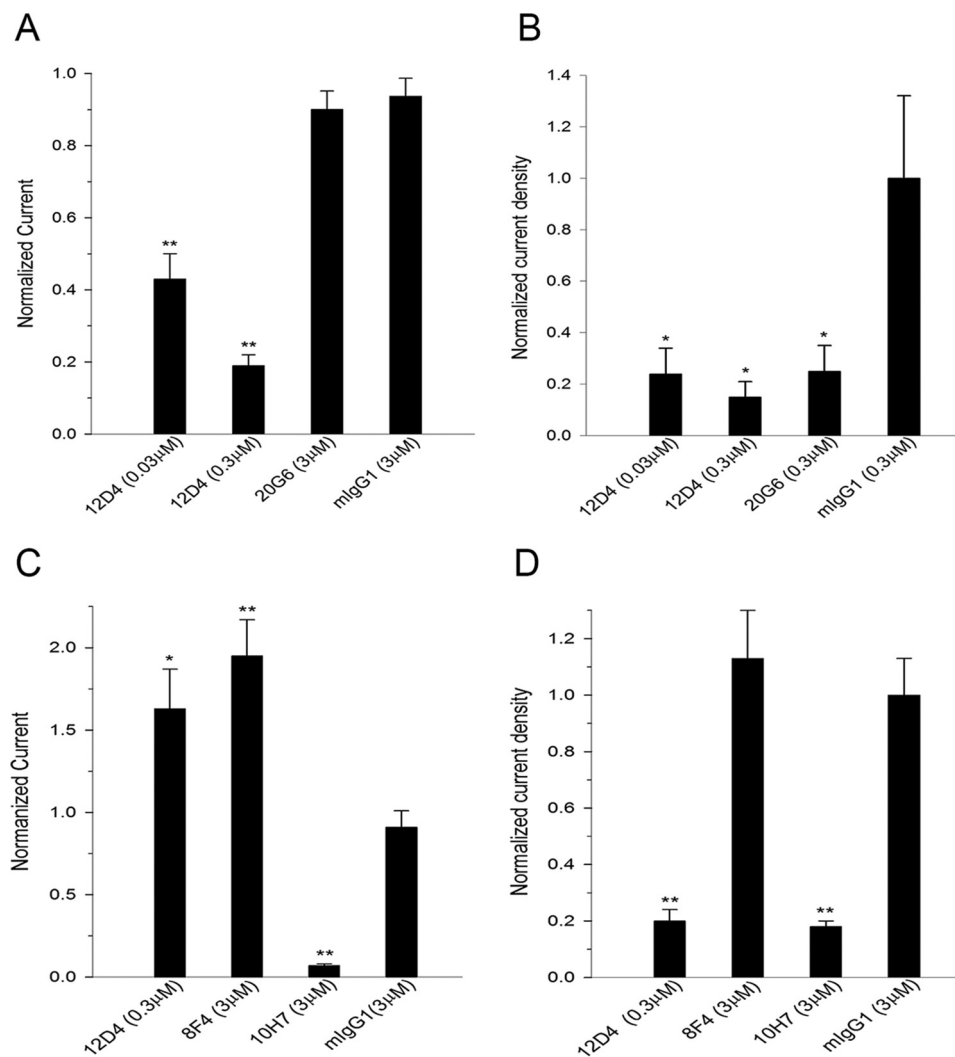 A
Normalized Current
1.0
0.8
0.6
0.4
0.2
0.0
**
**
12D4 (0.03μM)
12D4 (0.3μM)
20G6 (3μM)
mIgG1 (3μM)
B
Normalized current density
1.4
1.2
1.0
0.8
0.6
0.4
0.2
0.0
*
*
*
12D4 (0.03μM)
12D4 (0.3μM)
20G6 (0.3μM)
mIgG1 (0.3μM)
C
Normanized Current
2.0
1.5
1.0
0.5
0.0
*
**
**
12D4 (0.3μM)
8F4 (3μM)
10H7 (3μM)
mIgG1(3μM)
D
Normalized current density
1.2
1.0
0.8
0.6
0.4
0.2
0.0
**
**
12D4 (0.3μM)
8F4 (3μM)
10H7 (3μM)
mIgG1 (3μM)